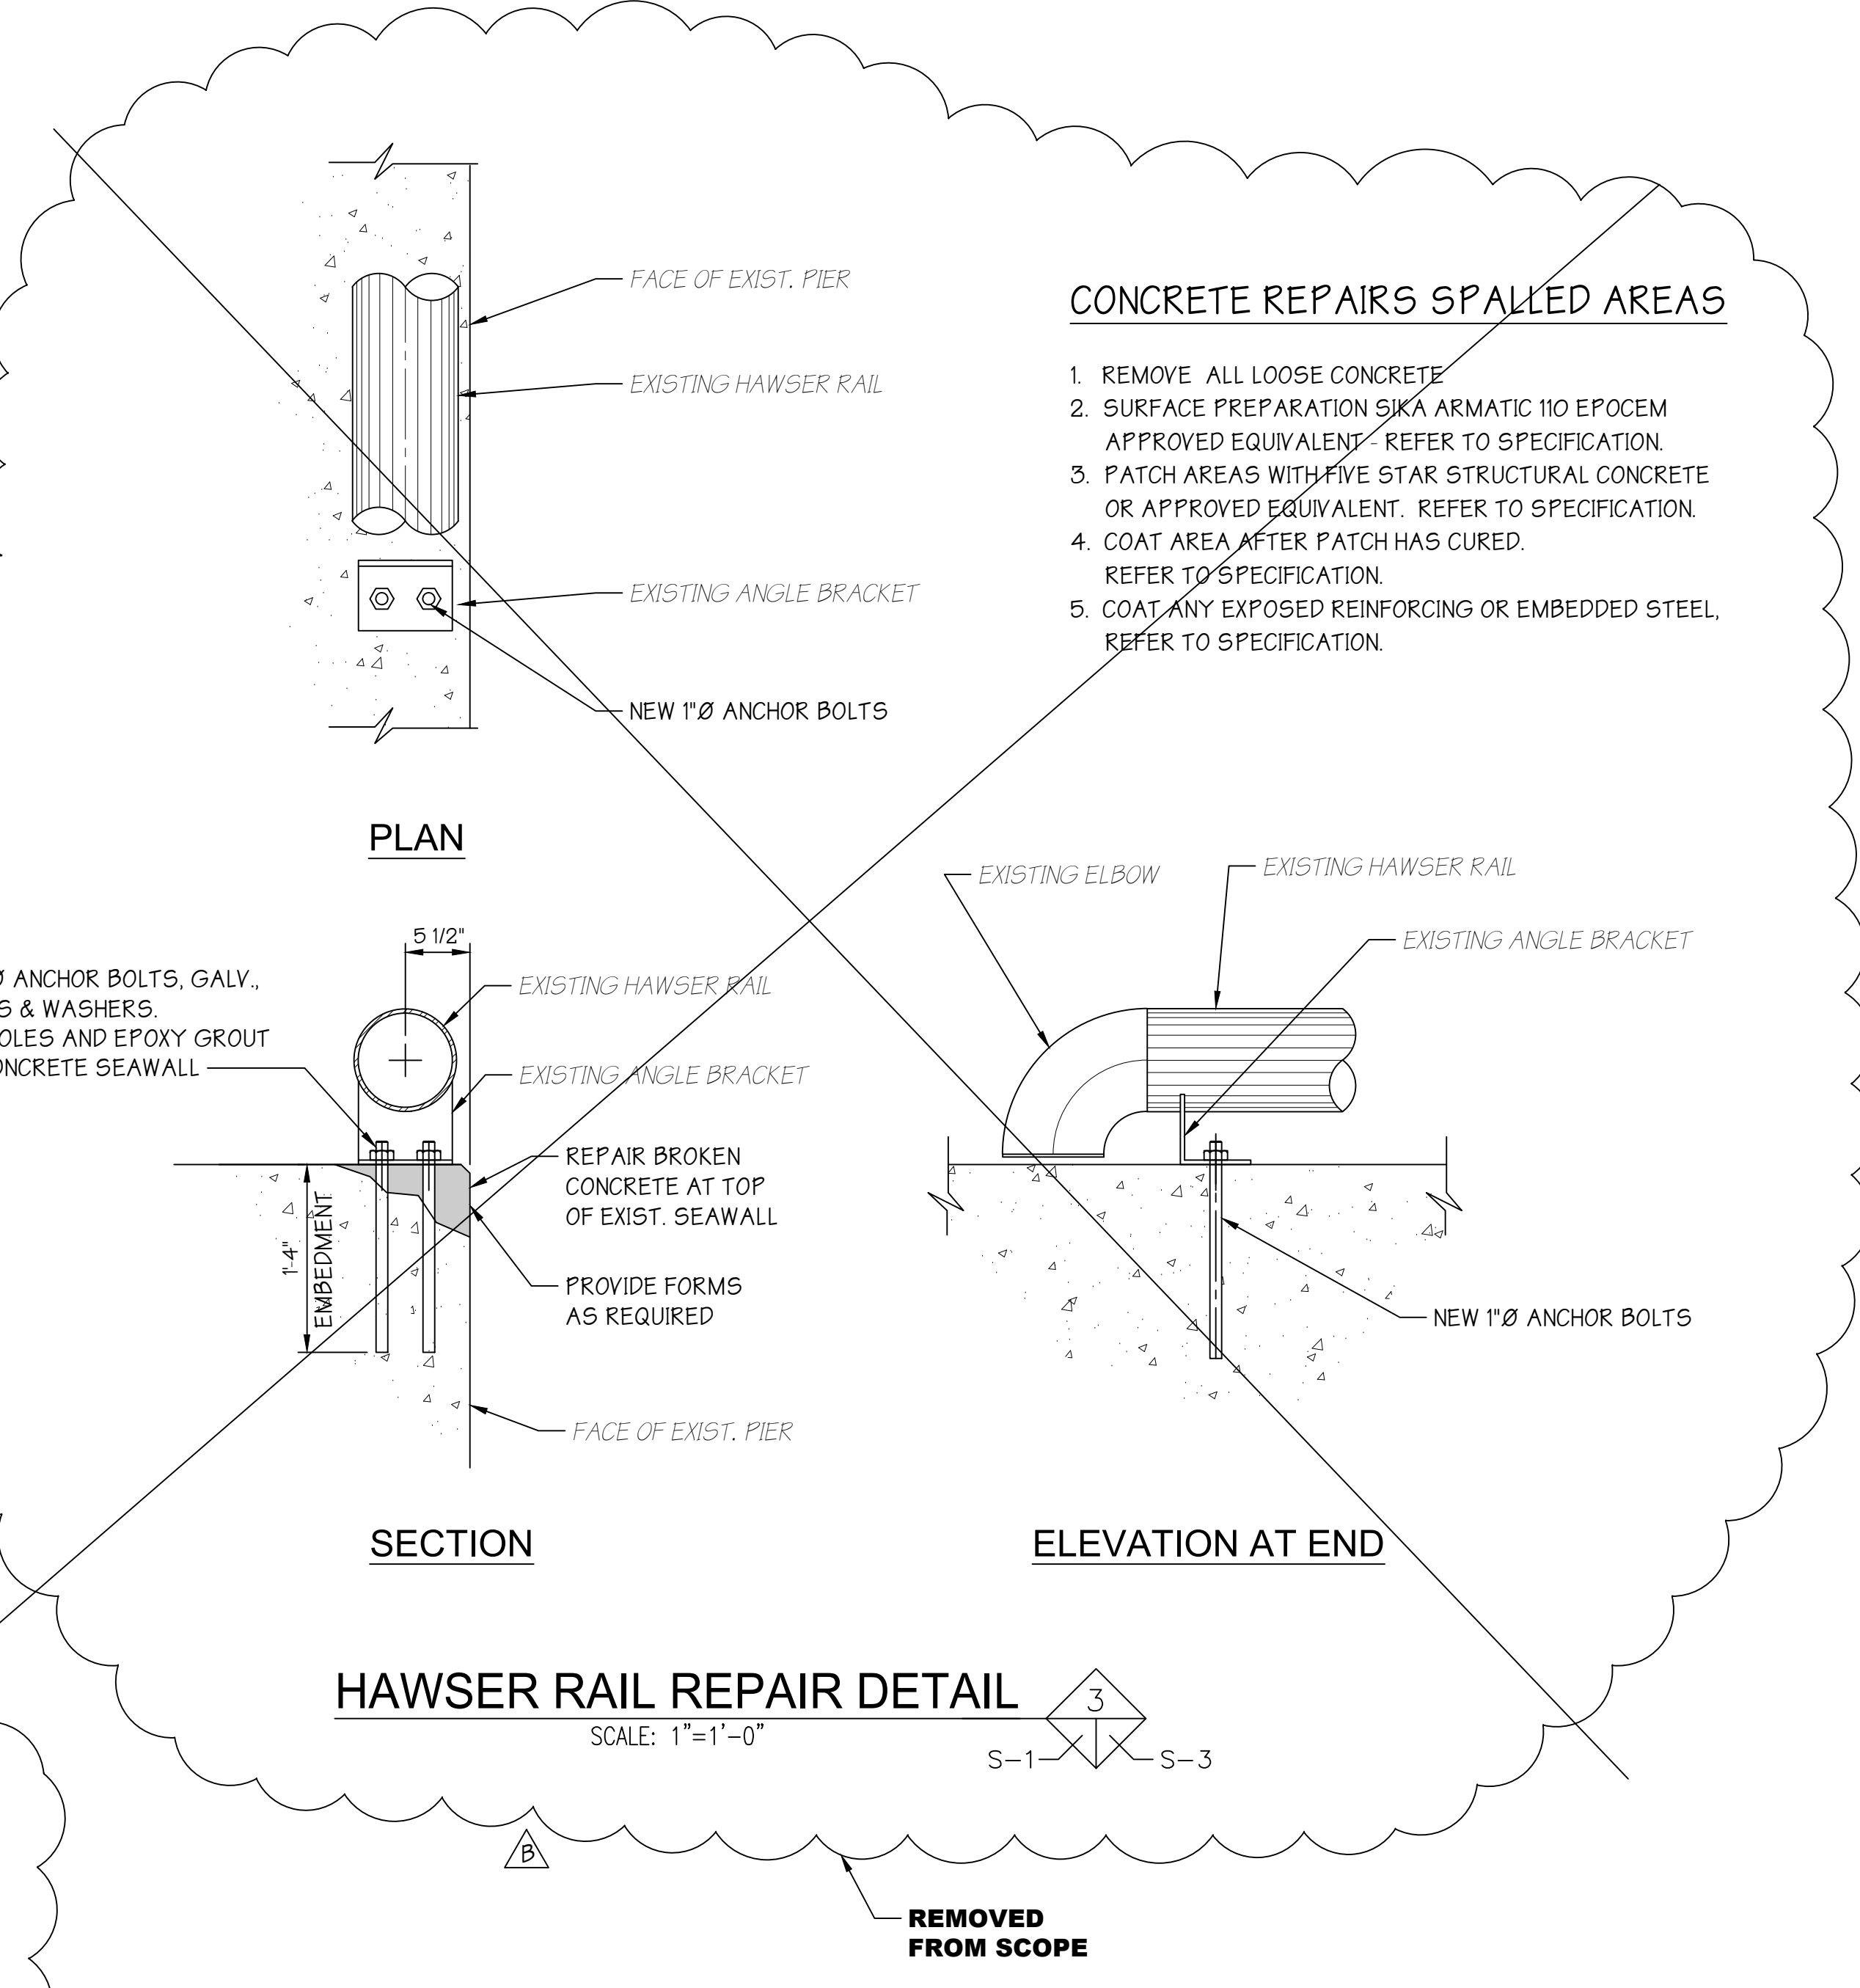 FACE OF EXIST. PIER
EXISTING HAWSER RAIL
EXISTING ANGLE BRACKET
NEW 1"Ø ANCHOR BOLTS
PLAN
CONCRETE REPAIRS SPALLED AREAS
1. REMOVE ALL LOOSE CONCRETE
2. SURFACE PREPARATION SIKA ARMATIC 110 EPOCEM
APPROVED EQUIVALENT - REFER TO SPECIFICATION.
3. PATCH AREAS WITH FIVE STAR STRUCTURAL CONCRETE
OR APPROVED EQUIVALENT. REFER TO SPECIFICATION.
4. COAT AREA AFTER PATCH HAS CURED.
REFER TO SPECIFICATION.
5. COAT ANY EXPOSED REINFORCING OR EMBEDDED STEEL,
REFER TO SPECIFICATION.
5 1/2"
Ø ANCHOR BOLTS, GALV.,
S & WASHERS.
OLES AND EPOXY GROUT
ONCRETE SEAWALL
EXISTING HAWSER RAIL
EXISTING ANGLE BRACKET
REPAIR BROKEN
CONCRETE AT TOP
OF EXIST. SEAWALL
1'-4"
EMBEDMENT
PROVIDE FORMS
AS REQUIRED
FACE OF EXIST. PIER
SECTION
EXISTING ELBOW
EXISTING HAWSER RAIL
EXISTING ANGLE BRACKET
NEW 1"Ø ANCHOR BOLTS
ELEVATION AT END
HAWSER RAIL REPAIR DETAIL
SCALE: 1"=1'-0"
3
S-1
S-3
B
REMOVED
FROM SCOPE